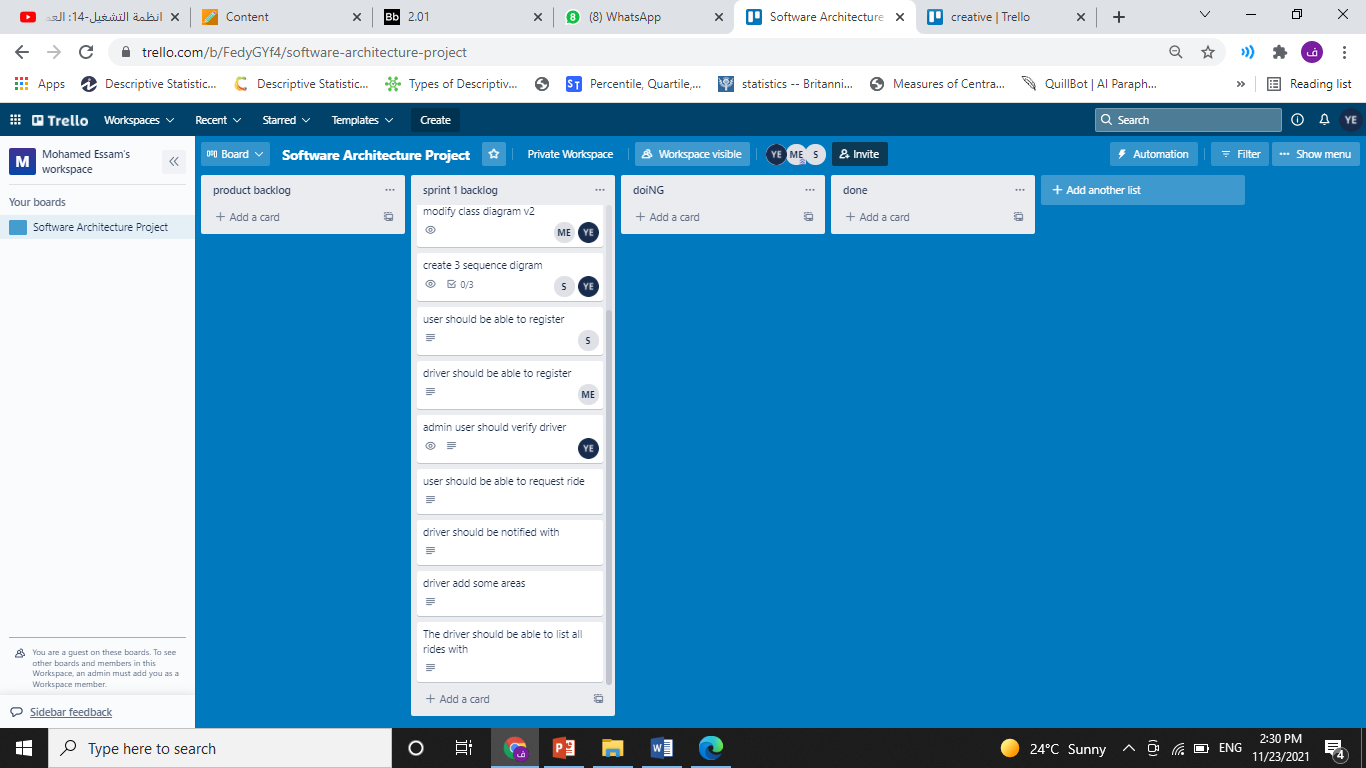 انظمة التشغيل-14: الع
Content
Bb 2.01
(8) WhatsApp
Software Architecture
creative | Trello
trello.com/b/FedyGYf4/software-architecture-project
ف
Apps
Descriptive Statistic...
Descriptive Statistic...
Types of Descriptiv...
ST Percentile, Quartile,...
statistics -- Britanni...
Measures of Centra...
QuillBot | AI Paraph...
»
Reading list
Trello
Workspaces
Recent
Starred
Templates
Create
Search
YE
M
Mohamed Essam's
workspace
Your boards
Software Architecture Project
You are a guest on these boards. To see
other boards and members in this
Workspace, an admin must add you as a
Workspace member.
Sidebar feedback
Board
Software Architecture Project
Private Workspace
Workspace visible
YE ME S
Invite
Automation
Filter
Show menu
product backlog
+ Add a card
sprint 1 backlog
modify class diagram v2
ME YE
create 3 sequence digram
0/3
S YE
user should be able to register
S
driver should be able to register
ME
admin user should verify driver
YE
user should be able to request ride
driver should be notified with
driver add some areas
The driver should be able to list all
rides with
+ Add a card
doiNG
+ Add a card
done
+ Add a card
+ Add another list
Type here to search
ف
24°C Sunny
ENG
2:30 PM
11/23/2021
4